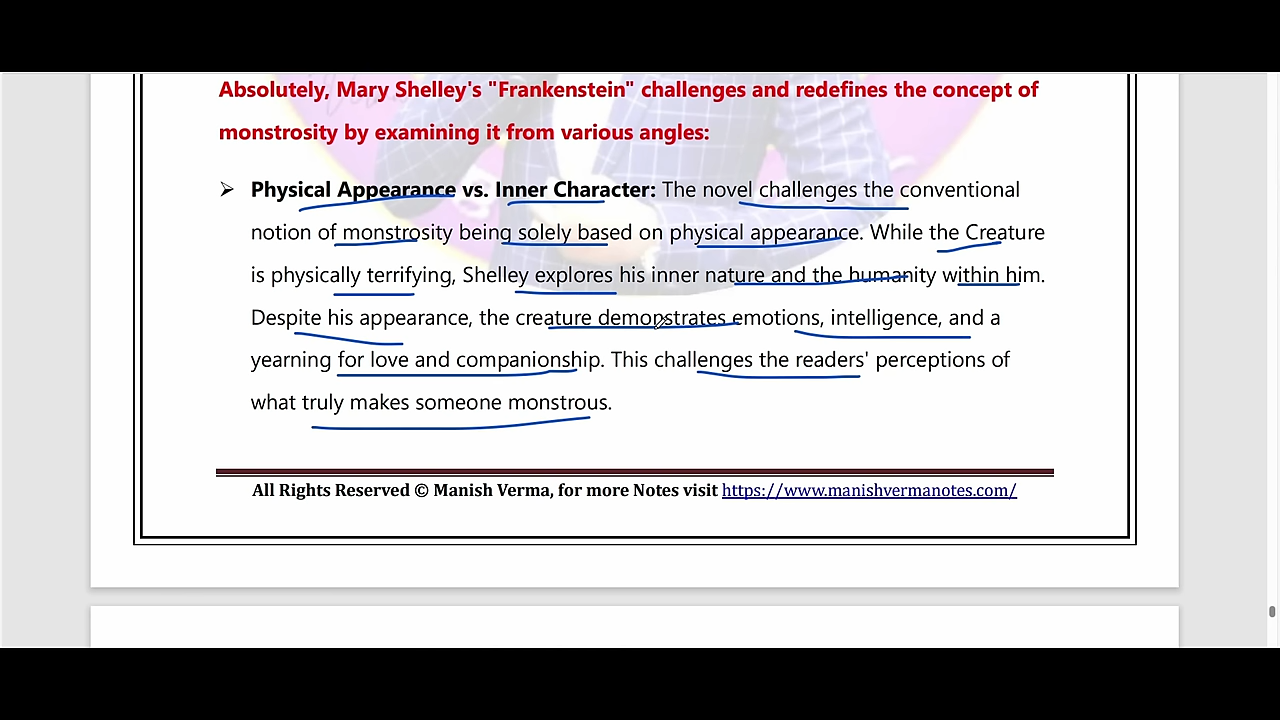 Absolutely, Mary Shelley's "Frankenstein" challenges and redefines the concept of
monstrosity by examining it from various angles:
➢ Physical Appearance vs. Inner Character: The novel challenges the conventional
notion of monstrosity being solely based on physical appearance. While the Creature
is physically terrifying, Shelley explores his inner nature and the humanity within him.
Despite his appearance, the creature demonstrates emotions, intelligence, and a
yearning for love and companionship. This challenges the readers' perceptions of
what truly makes someone monstrous.
All Rights Reserved © Manish Verma, for more Notes visit https://www.manishvermanotes.com/